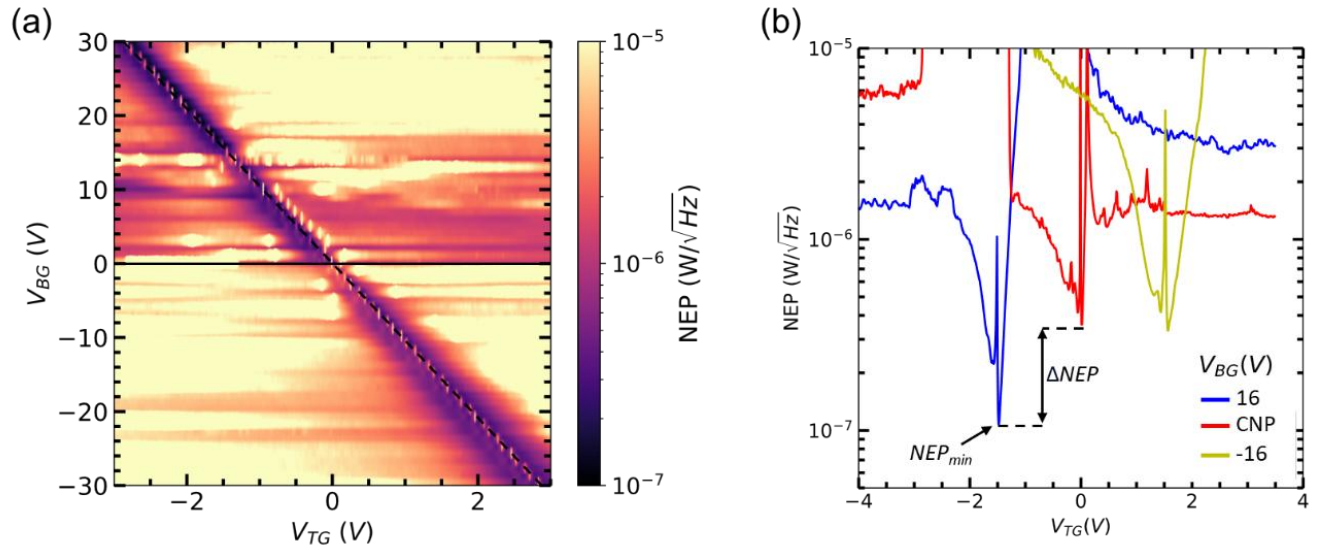 (a)
30
20
10
0
−10
−20
−30
V_BG (V)
−2
0
2
V_TG (V)
10^−5
10^−6
10^−7
NEP (W/√Hz)
(b)
10^−5
10^−6
10^−7
NEP (W/√Hz)
ΔNEP
NEP_min
V_BG(V)
16
CNP
-16
−4
−2
0
2
4
V_TG(V)